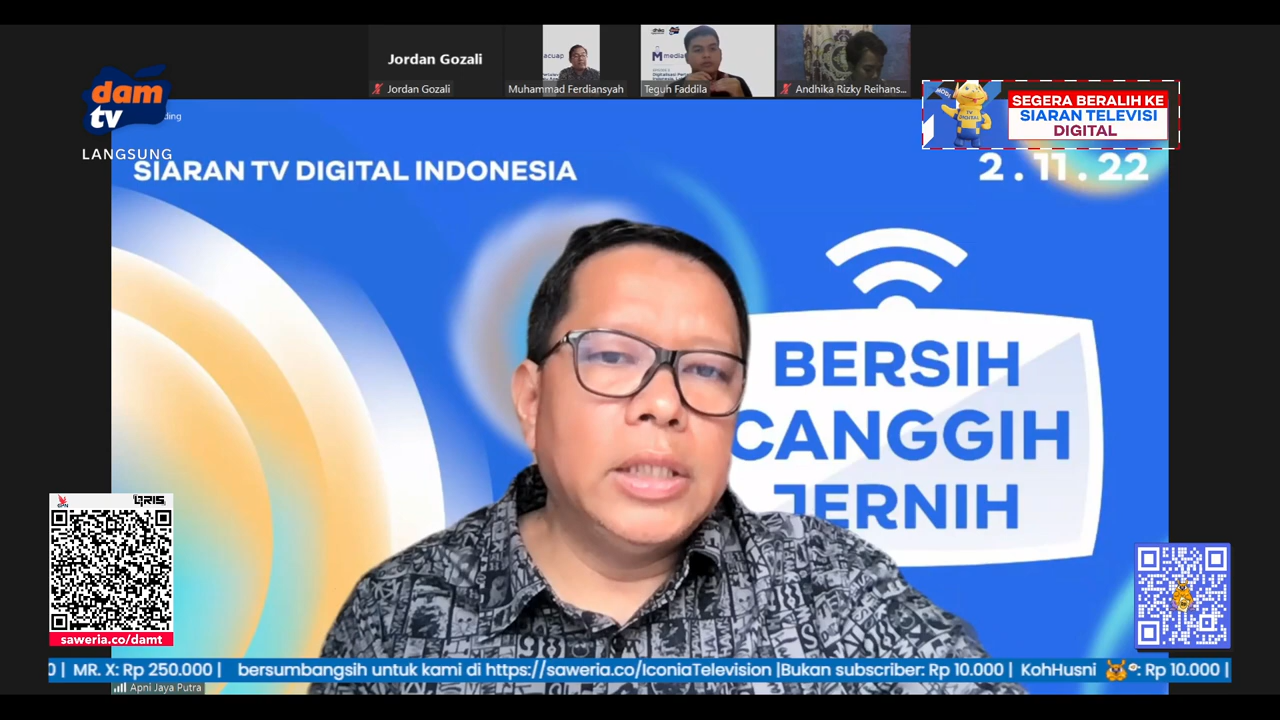 Jordan Gozali
Jordan Gozali
Muhammad Ferdiansyah
Teguh Faddila
Andhika Rizky Reihans...
dam
tv
LANGSUNG
SEGERA BERALIH KE
SIARAN TELEVISI
DIGITAL
SIARAN TV DIGITAL INDONESIA
2.11.22
BERSIH
CANGGIH
JERNIH
QRIS
saweria.co/damt
TV
DIGITAL
0 | MR. X: Rp 250.000 | bersumbangsih untuk kami di https://saweria.co/IconiaTelevision |Bukan subscriber: Rp 10.000 | KohHusni : Rp 10.000 |
Apni Jaya Putra